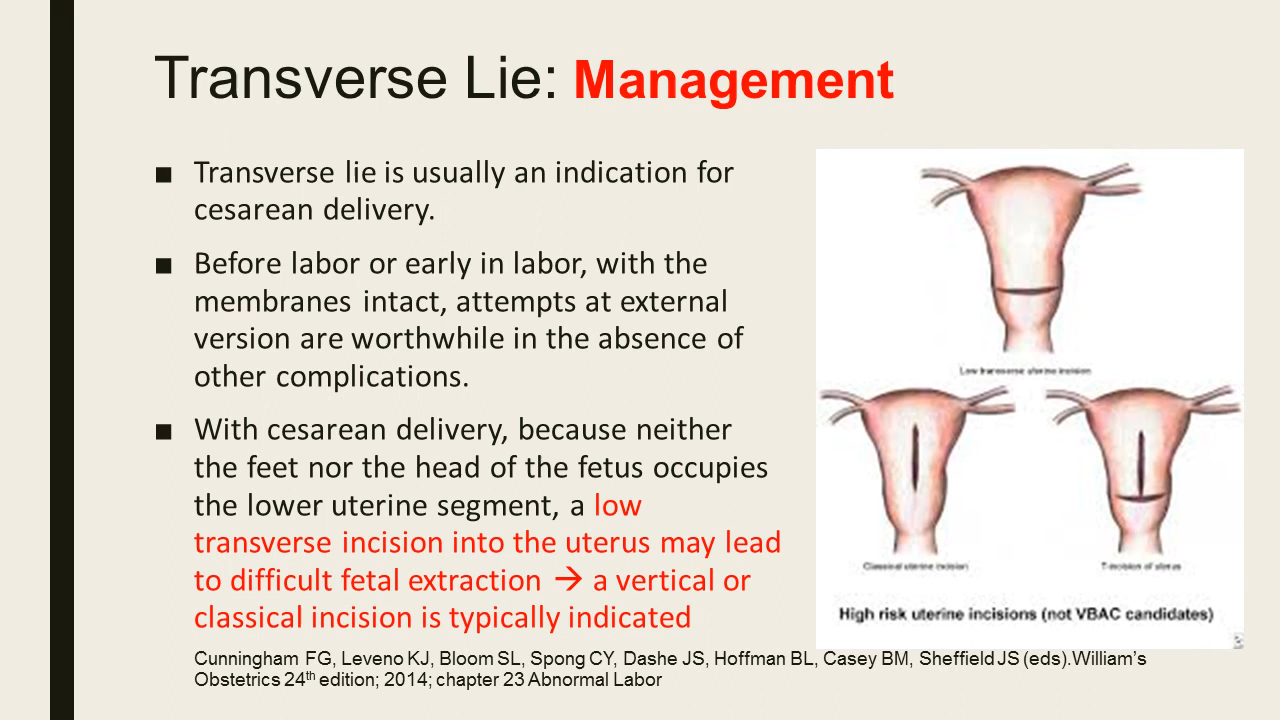 Transverse Lie: Management
■ Transverse lie is usually an indication for
cesarean delivery.
■ Before labor or early in labor, with the
membranes intact, attempts at external
version are worthwhile in the absence of
other complications.
■ With cesarean delivery, because neither
the feet nor the head of the fetus occupies
the lower uterine segment, a low
transverse incision into the uterus may lead
to difficult fetal extraction → a vertical or
classical incision is typically indicated
Low transverse uterine incision
Classical uterine incision
T-incision of uterus
High risk uterine incisions (not VBAC candidates)
Cunningham FG, Leveno KJ, Bloom SL, Spong CY, Dashe JS, Hoffman BL, Casey BM, Sheffield JS (eds).William’s
Obstetrics 24th edition; 2014; chapter 23 Abnormal Labor